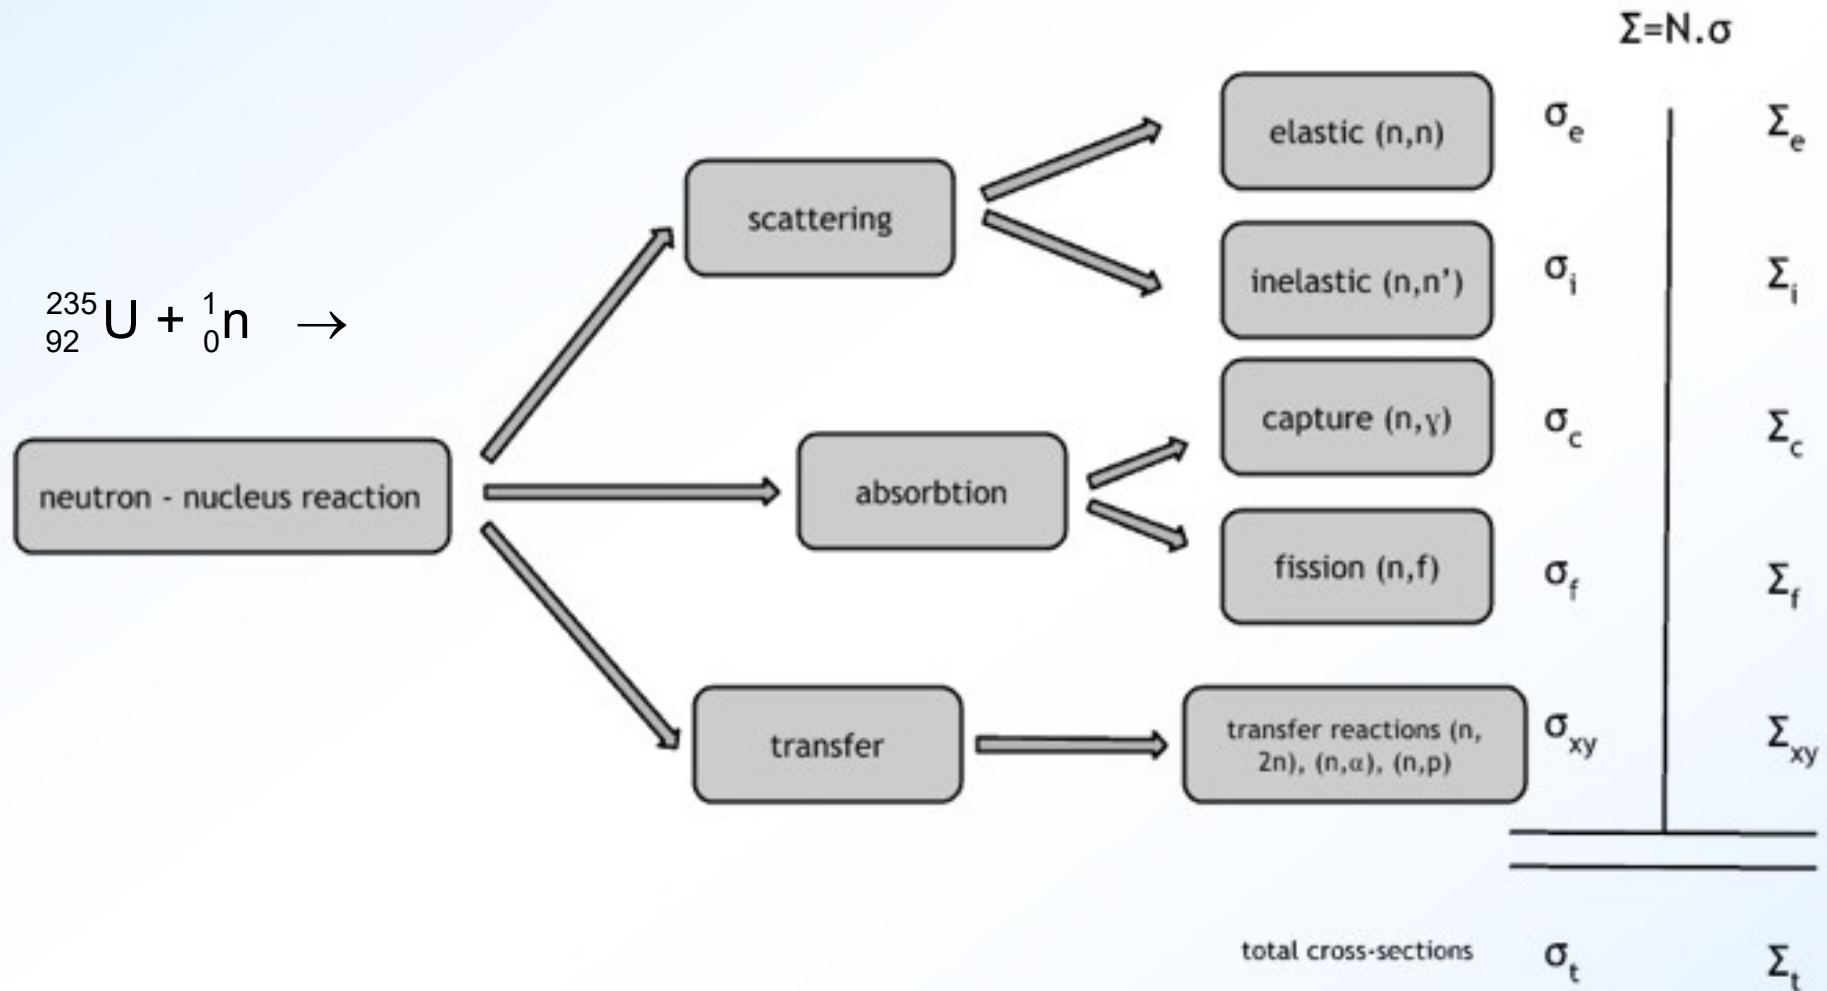 Σ=N.σ
elastic (n,n)
σe
Σe
scattering
inelastic (n,n’)
σi
Σi
²³⁵₉₂U + ¹₀n →
capture (n,γ)
σc
Σc
neutron - nucleus reaction
absorbtion
fission (n,f)
σf
Σf
transfer
transfer reactions (n,
2n), (n,α), (n,p)
σxy
Σxy
total cross-sections
σt
Σt